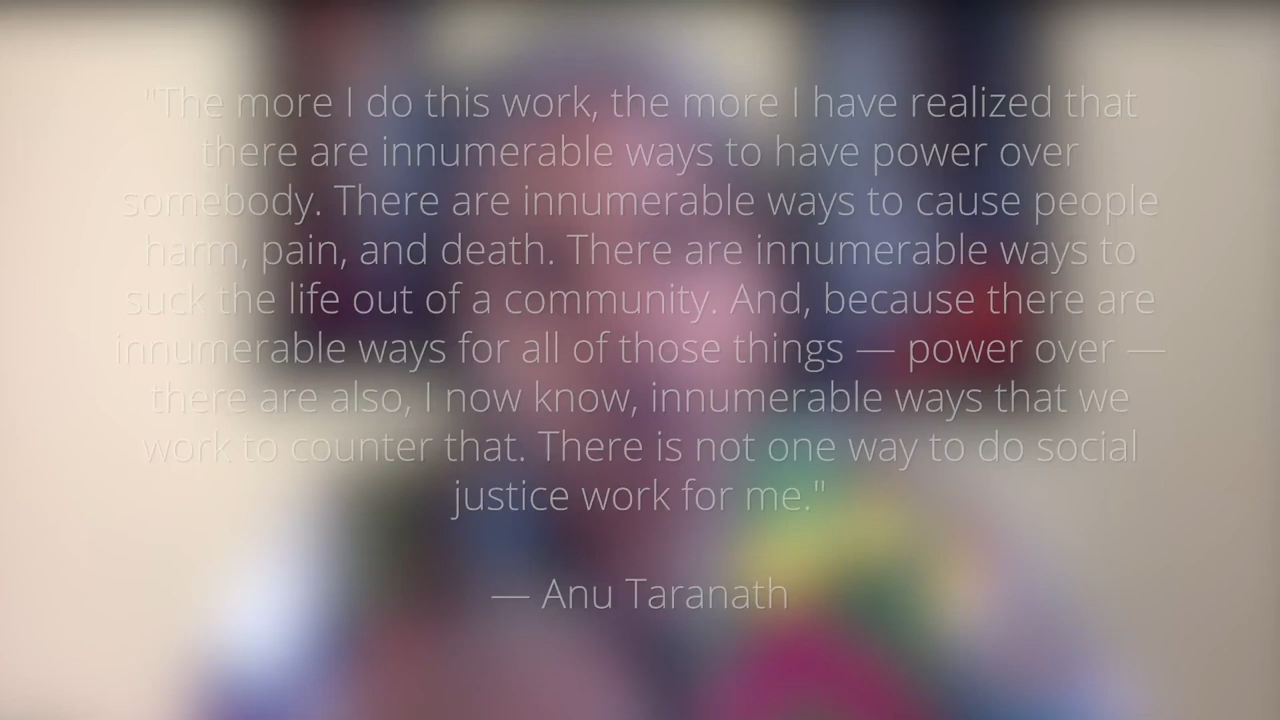 "The more I do this work, the more I have realized that
there are innumerable ways to have power over
somebody. There are innumerable ways to cause people
harm, pain, and death. There are innumerable ways to
suck the life out of a community. And, because there are
innumerable ways for all of those things — power over —
there are also, I now know, innumerable ways that we
work to counter that. There is not one way to do social
justice work for me."
— Anu Taranath